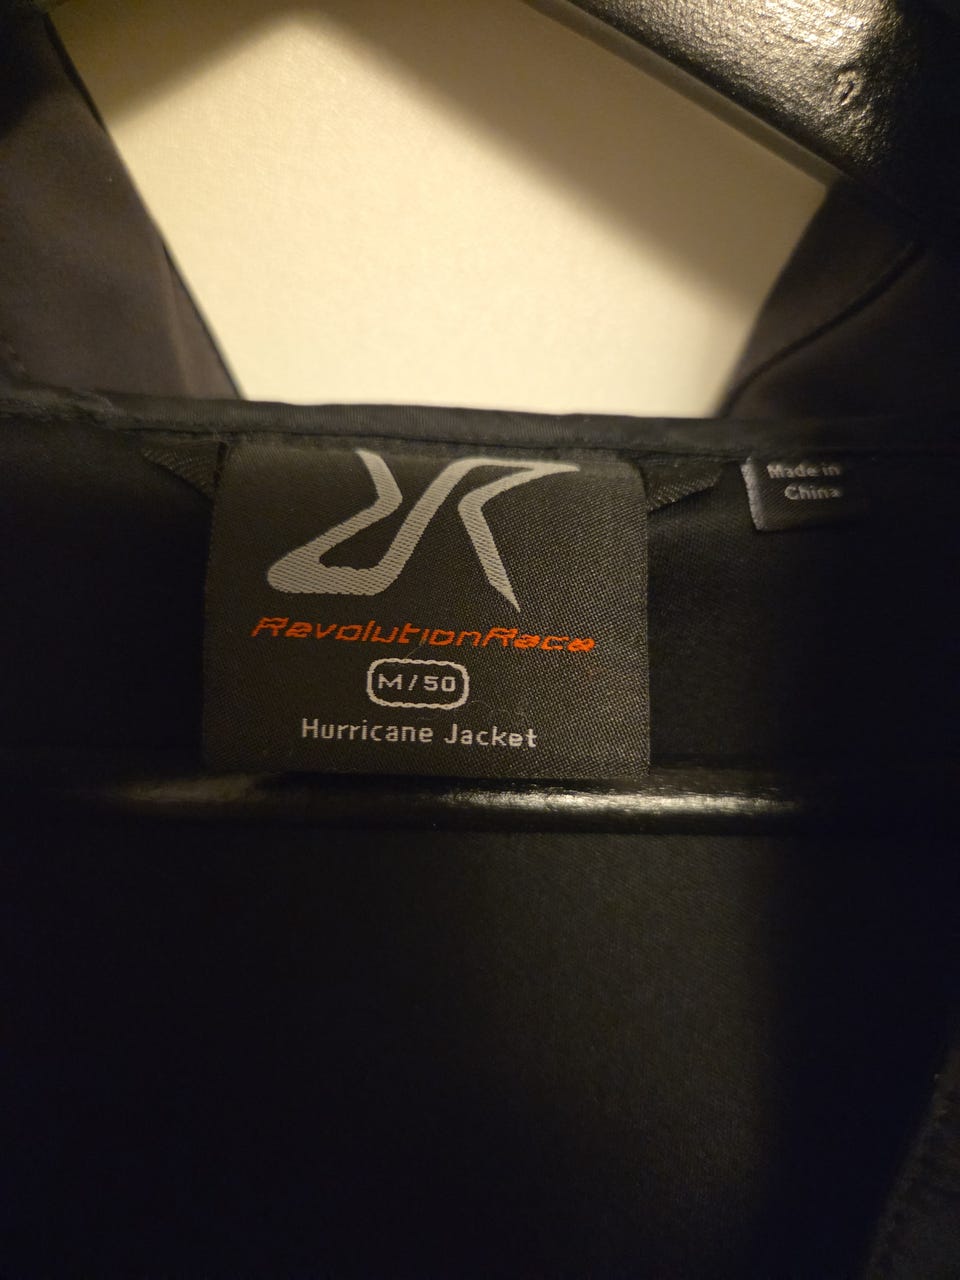 RevolutionRace
M/50
Hurricane Jacket
Made in
China